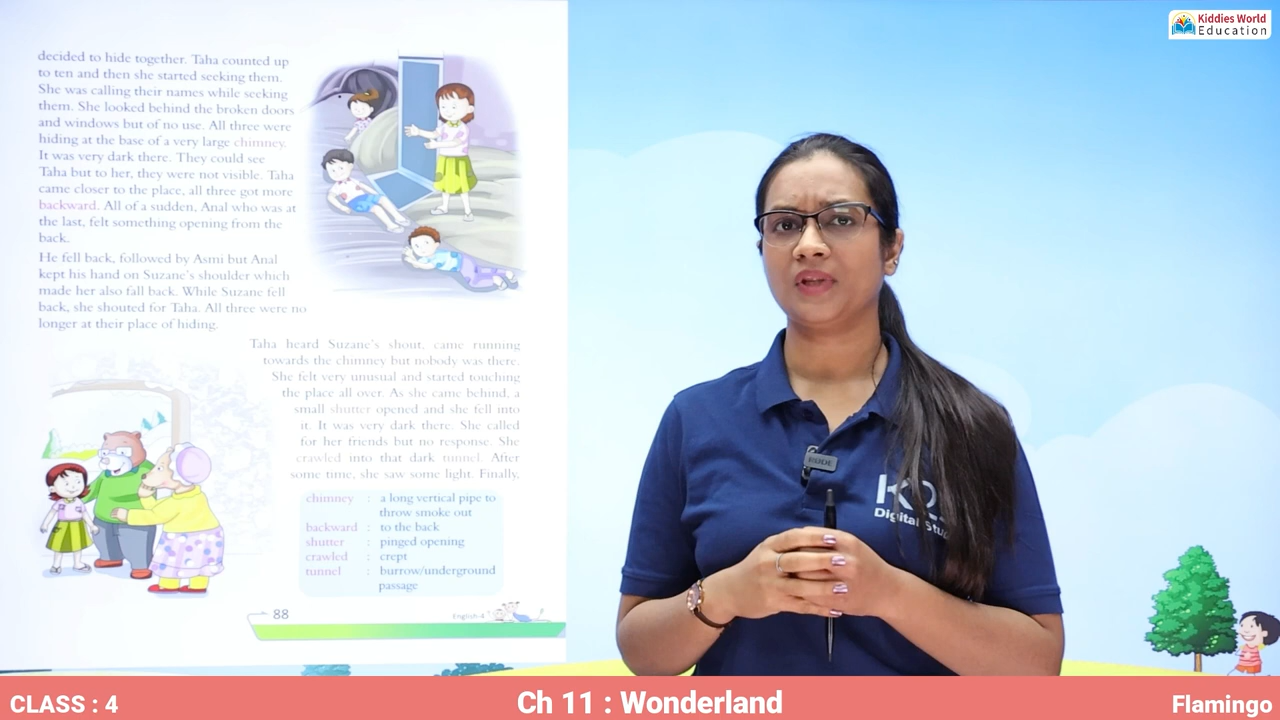 decided to hide together. Taha counted up
to ten and then she started seeking them.
She was calling their names while seeking
them. She looked behind the broken doors
and windows but of no use. All three were
hiding at the base of a very large chimney.
It was very dark there. They could see
Taha but to her, they were not visible. Taha
came closer to the place, all three got more
backward. All of a sudden, Anal who was at
the last, felt something opening from the
back.
He fell back, followed by Asmi but Anal
kept his hand on Suzane's shoulder which
made her also fall back. While Suzane fell
back, she shouted for Taha. All three were no
longer at their place of hiding.
Taha heard Suzane's shout, came running
towards the chimney but nobody was there.
She felt very unusual and started touching
the place all over. As she came behind, a
small shutter opened and she fell into
it. It was very dark there. She called
for her friends but no response. She
crawled into that dark tunnel. After
some time, she saw some light. Finally,
chimney : a long vertical pipe to
throw smoke out
backward : to the back
shutter : pinged opening
crawled : crept
tunnel : burrow/underground
passage
88
English-4
Kiddies World
Education
RODE
K2
Digital Stu
CLASS : 4
Ch 11 : Wonderland
Flamingo